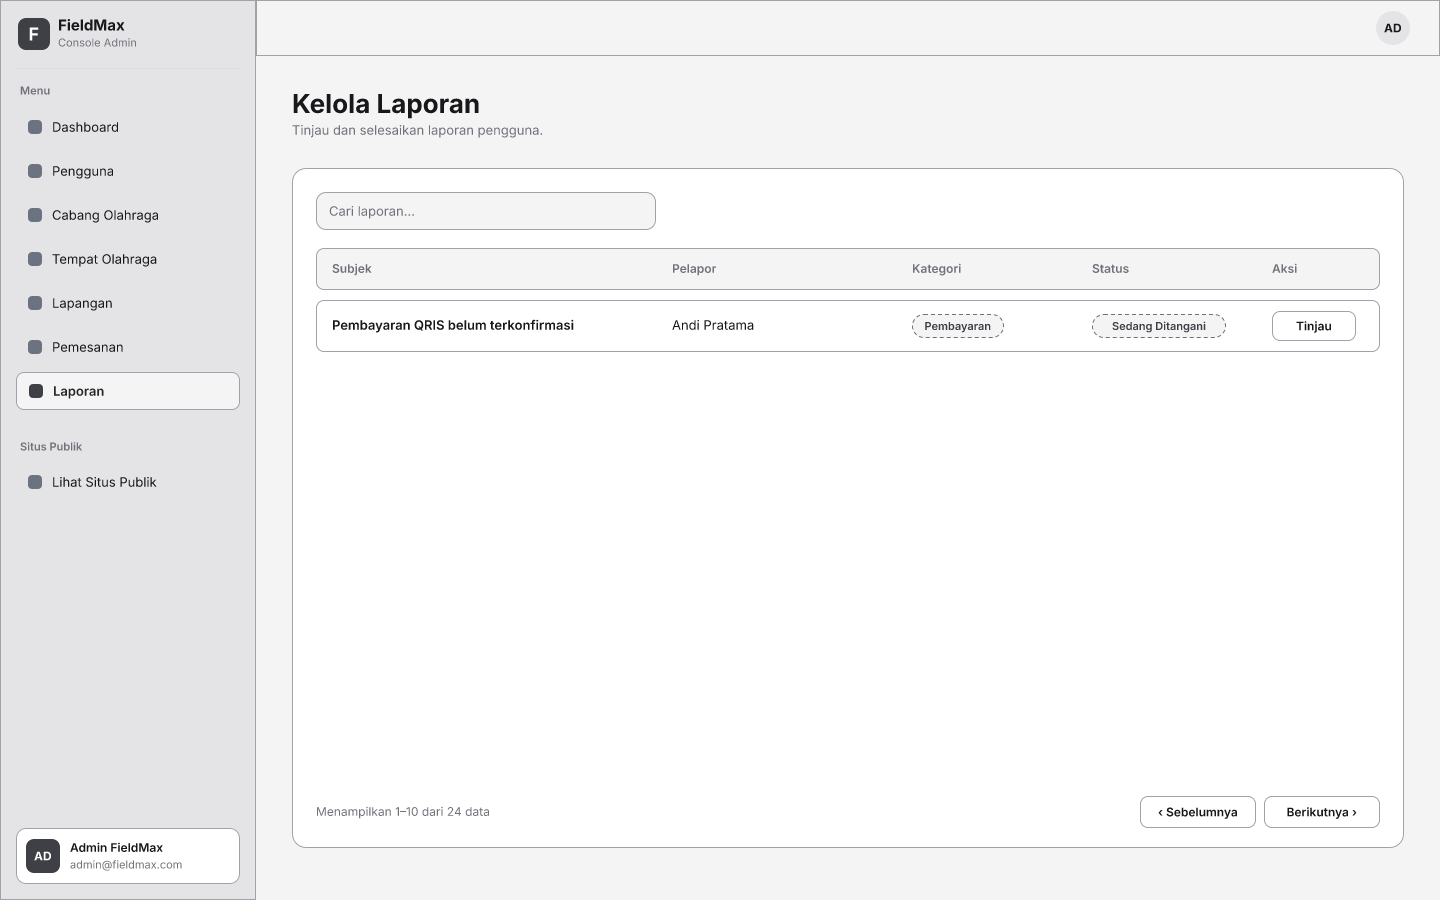 F
FieldMax
Console Admin
Menu
Dashboard
Pengguna
Cabang Olahraga
Tempat Olahraga
Lapangan
Pemesanan
Laporan
Situs Publik
Lihat Situs Publik
AD
Admin FieldMax
admin@fieldmax.com
AD
Kelola Laporan
Tinjau dan selesaikan laporan pengguna.
Cari laporan...
Subjek Pelapor Kategori Status Aksi
Pembayaran QRIS belum terkonfirmasi Andi Pratama Pembayaran Sedang Ditangani Tinjau
Menampilkan 1–10 dari 24 data ‹ Sebelumnya Berikutnya ›